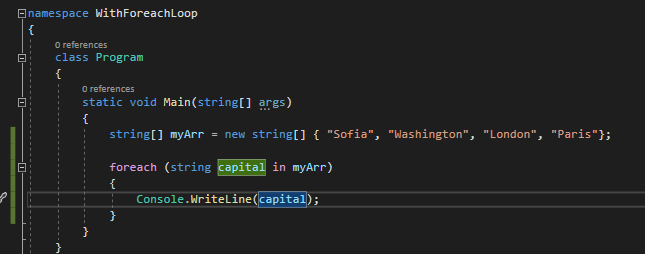 namespace WithForeachLoop
{
0 references
class Program
{
0 references
static void Main(string[] args)
{
string[] myArr = new string[] { "Sofia", "Washington", "London", "Paris"};
foreach (string capital in myArr)
{
Console.WriteLine(capital);
}
}
}